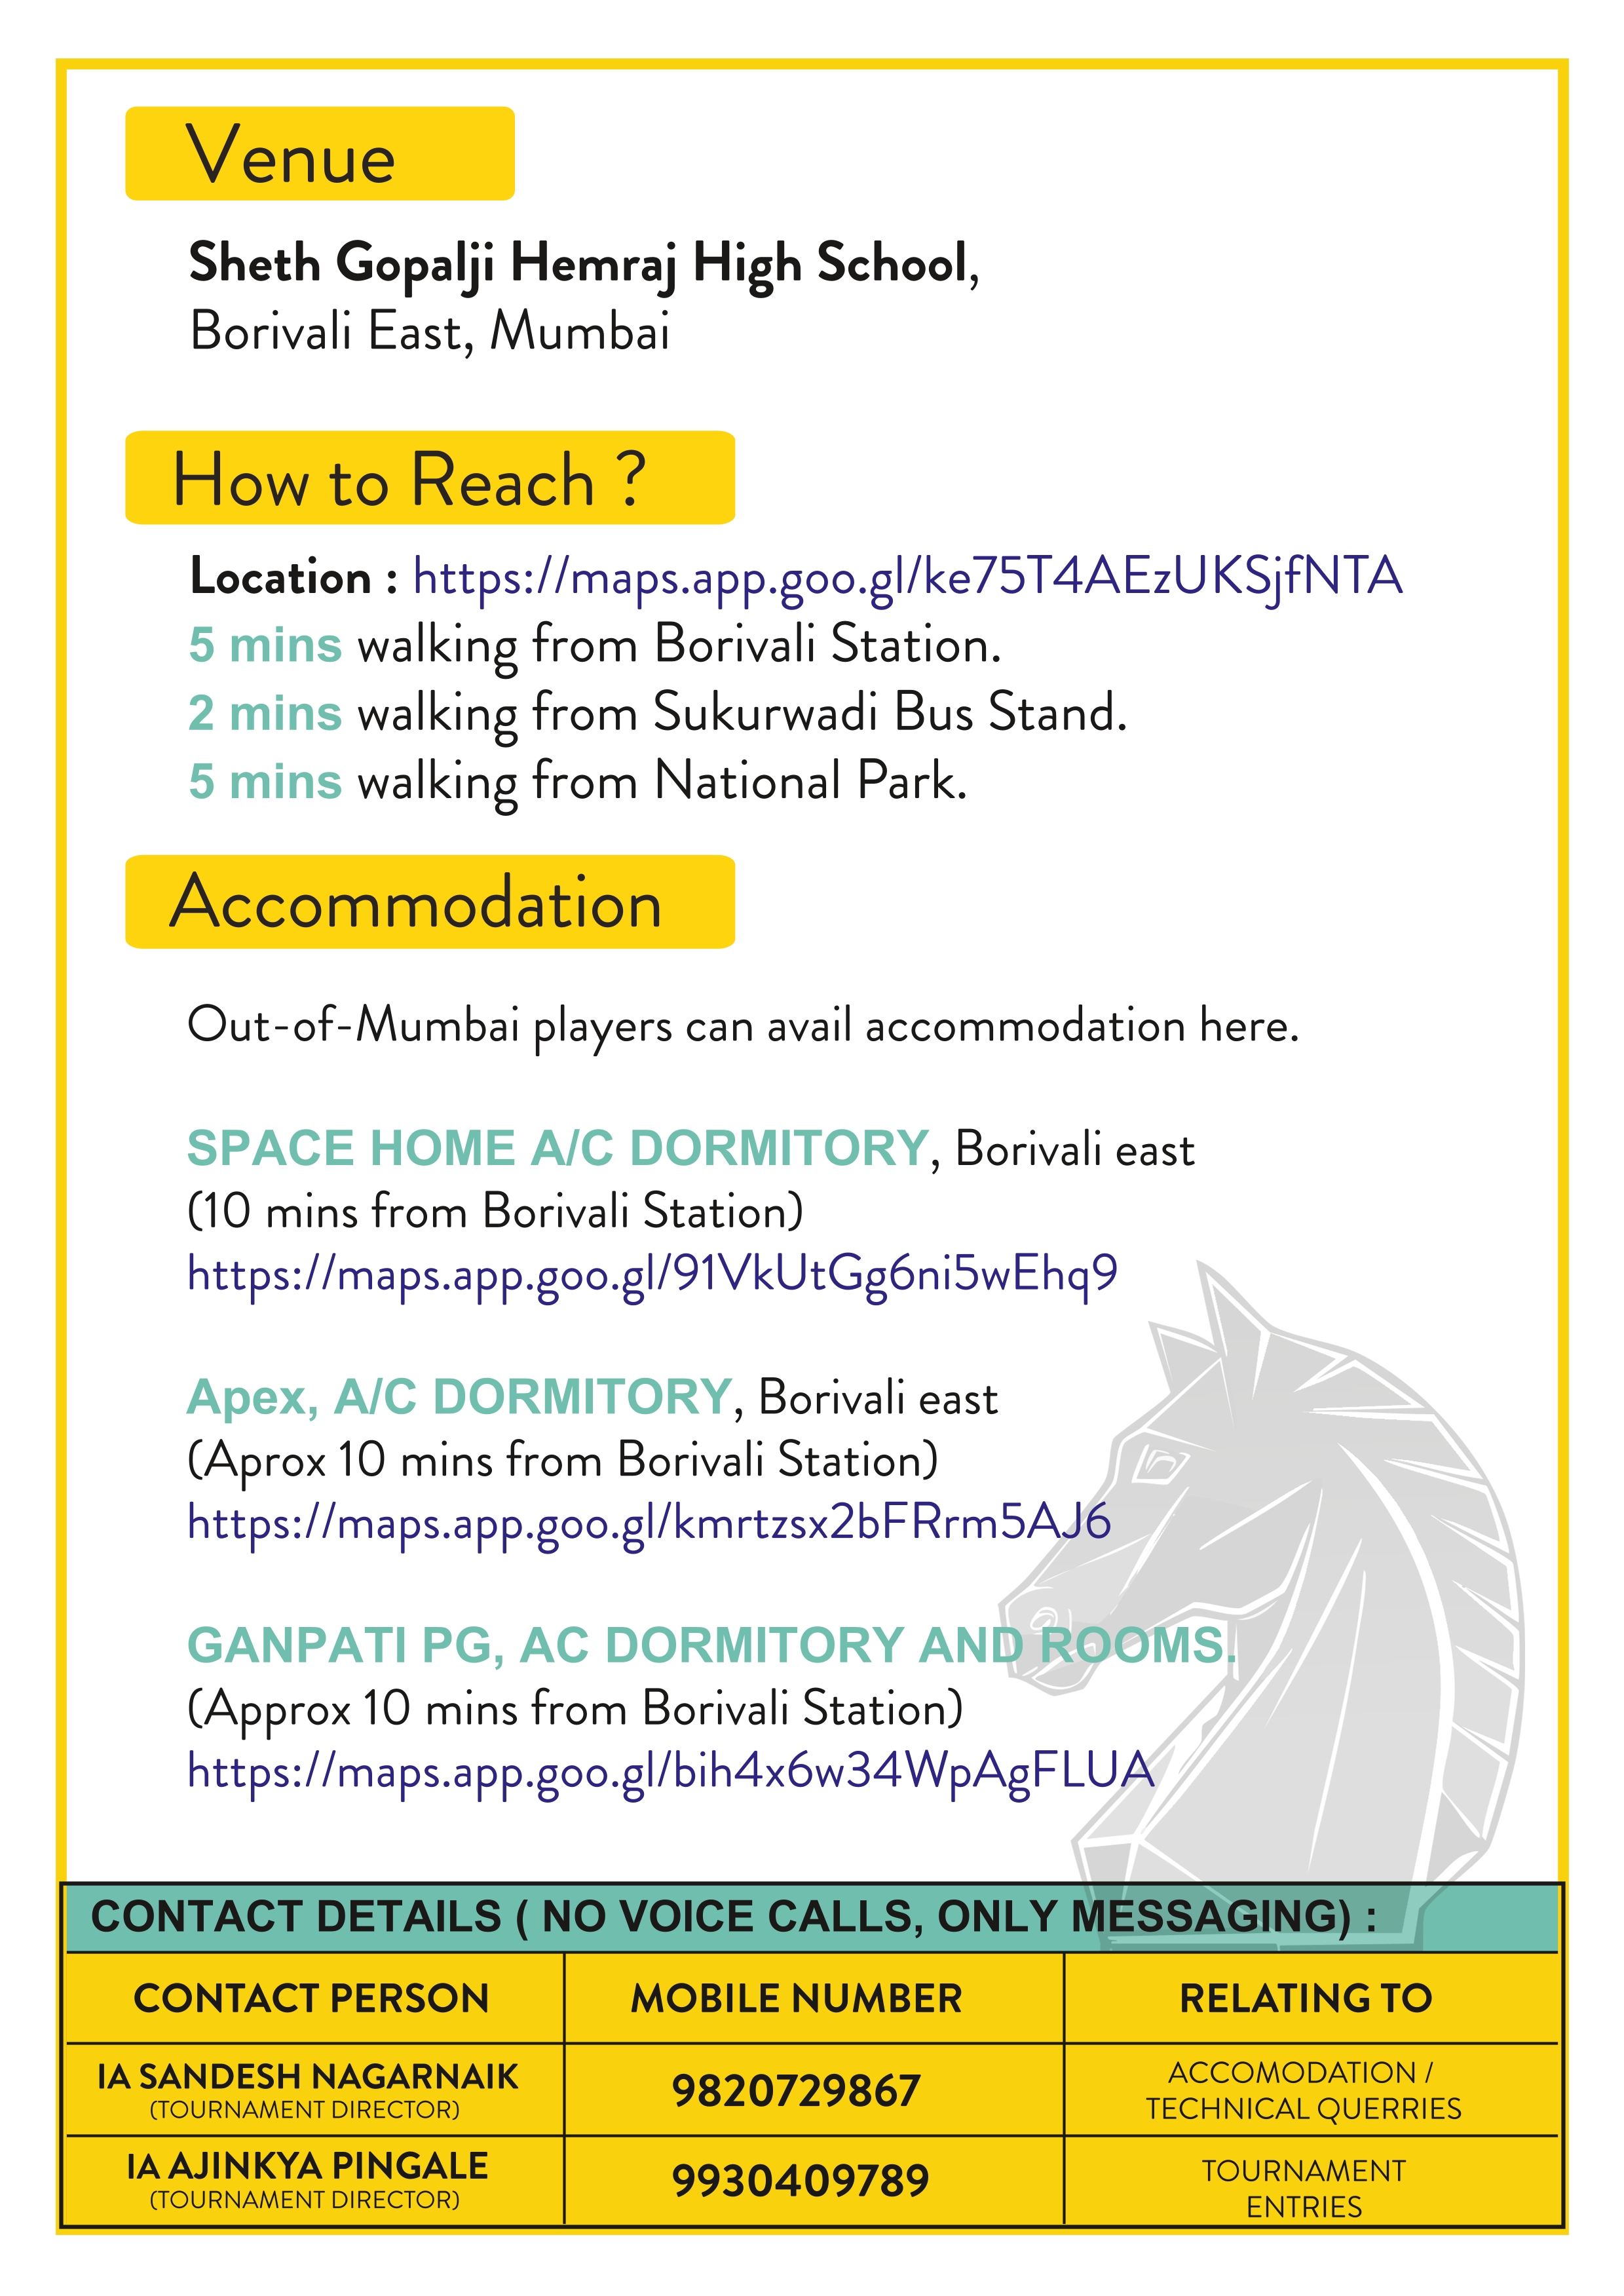 Venue
Sheth Gopalji Hemraj High School,
Borivali East, Mumbai
How to Reach ?
Location : https://maps.app.goo.gl/ke75T4AEzUKSjfNTA
5 mins walking from Borivali Station.
2 mins walking from Sukurwadi Bus Stand.
5 mins walking from National Park.
Accommodation
Out-of-Mumbai players can avail accommodation here.
SPACE HOME A/C DORMITORY, Borivali east
(10 mins from Borivali Station)
https://maps.app.goo.gl/91VkUtGg6ni5wEhq9
Apex, A/C DORMITORY, Borivali east
(Aprox 10 mins from Borivali Station)
https://maps.app.goo.gl/kmrtzsx2bFRrm5AJ6
GANPATI PG, AC DORMITORY AND ROOMS.
(Approx 10 mins from Borivali Station)
https://maps.app.goo.gl/bih4x6w34WpAgFLUA
CONTACT DETAILS ( NO VOICE CALLS, ONLY MESSAGING) :
CONTACT PERSON MOBILE NUMBER RELATING TO
IA SANDESH NAGARNAIK
(TOURNAMENT DIRECTOR)
9820729867
ACCOMODATION /
TECHNICAL QUERRIES
IA AJINKYA PINGALE
(TOURNAMENT DIRECTOR)
9930409789
TOURNAMENT
ENTRIES